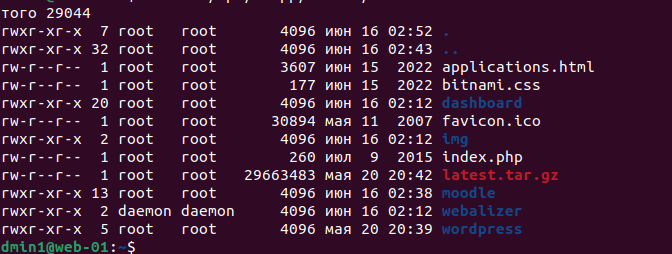 того 29044
rwxr-xr-x  7 root   root       4096 июн 16 02:52 .
rwxr-xr-x 32 root   root       4096 июн 16 02:43 ..
rw-r--r--  1 root   root       3607 июн 15  2022 applications.html
rw-r--r--  1 root   root        177 июн 15  2022 bitnami.css
rwxr-xr-x 20 root   root       4096 июн 16 02:12 dashboard
rw-r--r--  1 root   root      30894 мая 11  2007 favicon.ico
rwxr-xr-x  2 root   root       4096 июн 16 02:12 img
rw-r--r--  1 root   root        260 июл  9  2015 index.php
rw-r--r--  1 root   root   29663483 мая 20 20:42 latest.tar.gz
rwxr-xr-x 13 root   root       4096 июн 16 02:38 moodle
rwxr-xr-x  2 daemon daemon     4096 июн 16 02:12 webalizer
rwxr-xr-x  5 root   root       4096 мая 20 20:39 wordpress
dmin1@web-01:~$